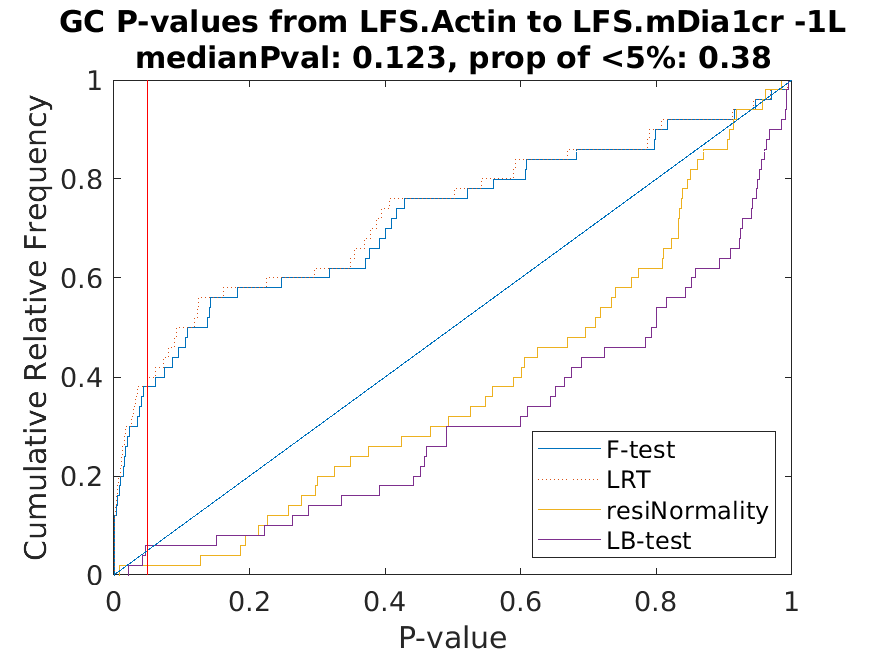 GC P-values from LFS.Actin to LFS.mDia1cr -1L
medianPval: 0.123, prop of <5%: 0.38
1
0.8
0.6
0.4
0.2
0
Cumulative Relative Frequency
F-test
LRT
resiNormality
LB-test
0 0.2 0.4 0.6 0.8 1
P-value